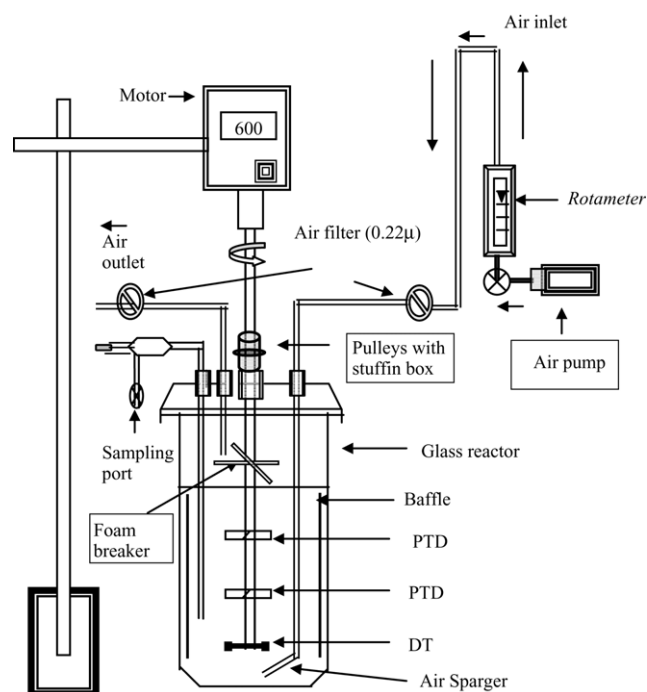 Air inlet
Motor
600
Rotameter
Air filter (0.22µ)
Air
outlet
Pulleys with
stuffin box
Air pump
Sampling
port
Glass reactor
Baffle
Foam
breaker
PTD
PTD
DT
Air Sparger